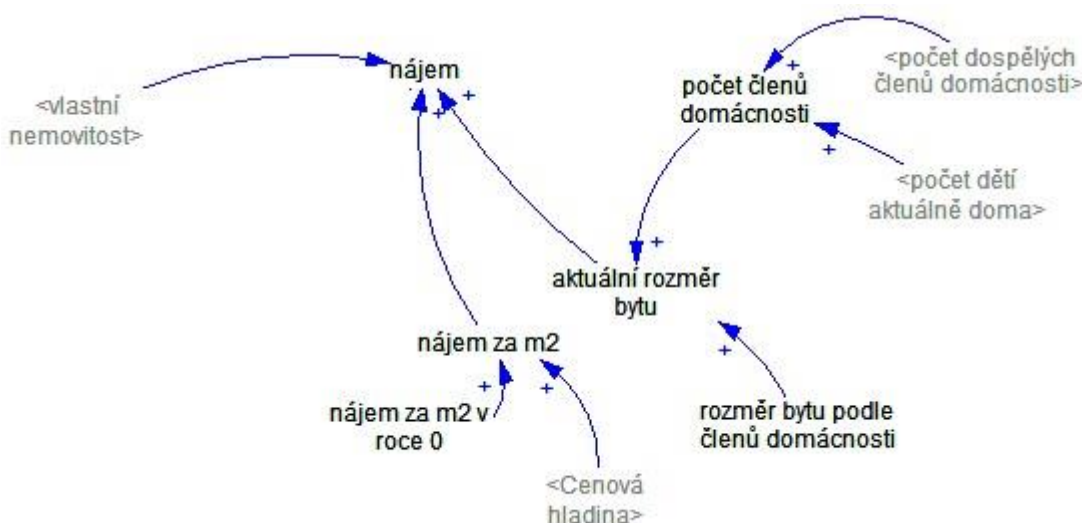 <počet dospělých
členů domácnosti>
nájem
počet členů
domácnosti
+
+
+
<vlastní
nemovitost>
+
<počet dětí
aktuálně doma>
+
aktuální rozměr
bytu
nájem za m2
+
+
+
nájem za m2 v
roce 0
rozměr bytu podle
členů domácnosti
<Cenová
hladina>